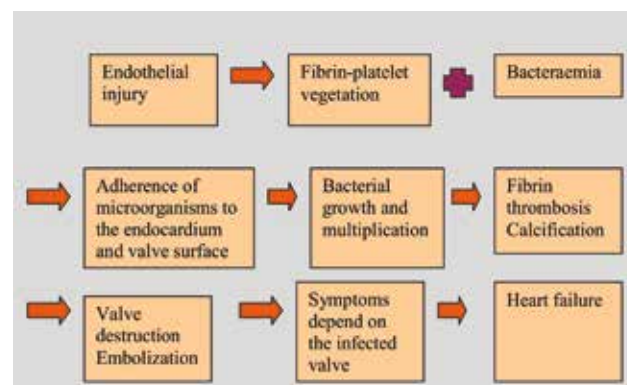 Endothelial
injury
Fibrin-platelet
vegetation
Bacteraemia
Adherence of
microorganisms to
the endocardium
and valve surface
Bacterial
growth and
multiplication
Fibrin
thrombosis
Calcification
Valve
destruction
Embolization
Symptoms
depend on
the infected
valve
Heart failure